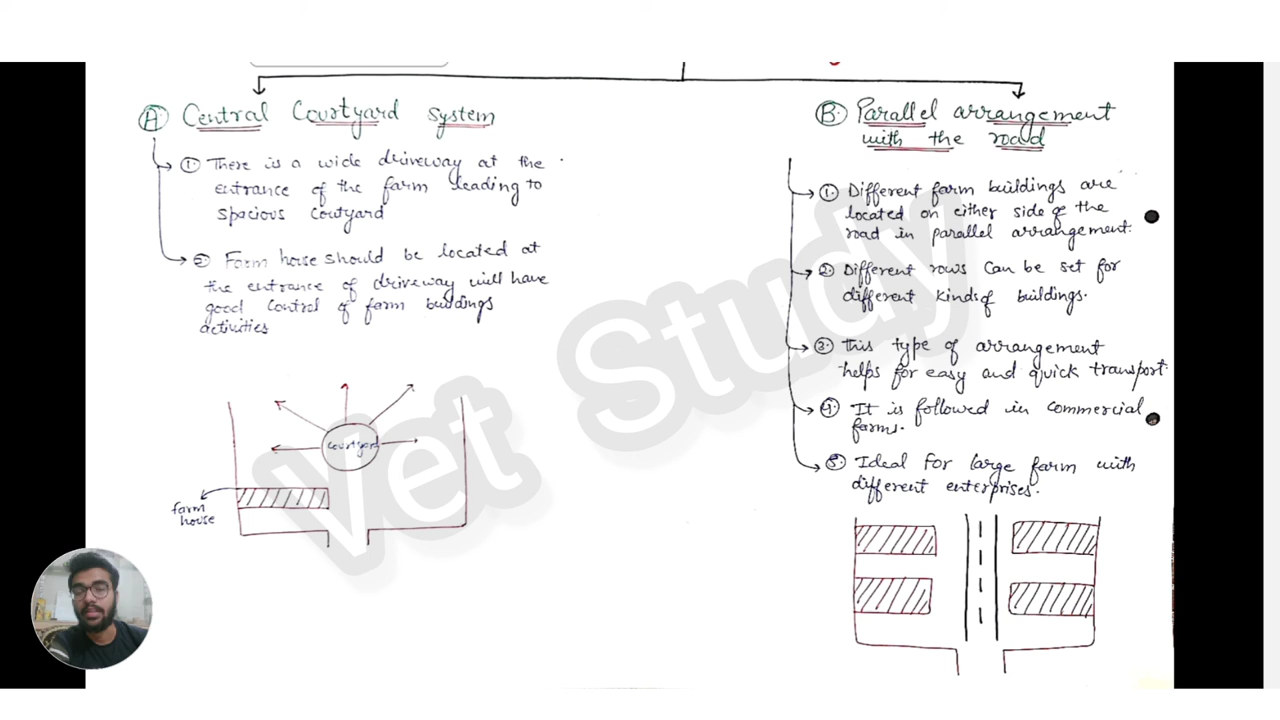 A. Central Courtyard system
1. There is a wide driveway at the
entrance of the farm leading to
spacious courtyard
2. Farm house should be located at
the entrance of driveway will have
good control of farm buildings
activities
courtyard
farm
house
B. Parallel arrangement
with the road
1. Different farm buildings are
located on either side of the
road in parallel arrangement.
2. Different rows can be set for
different kinds of buildings.
3. This type of arrangement
helps for easy and quick transport.
4. It is followed in commercial
farms.
5. Ideal for large farm with
different enterprises.
Vet Study